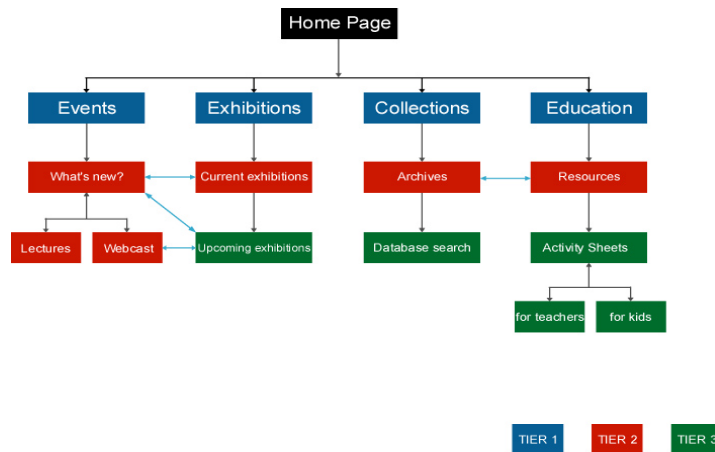 Home Page
Events
Exhibitions
Collections
Education
What's new?
Current exhibitions
Archives
Resources
Lectures
Webcast
Upcoming exhibitions
Database search
Activity Sheets
for teachers
for kids
TIER 1
TIER 2
TIER 3